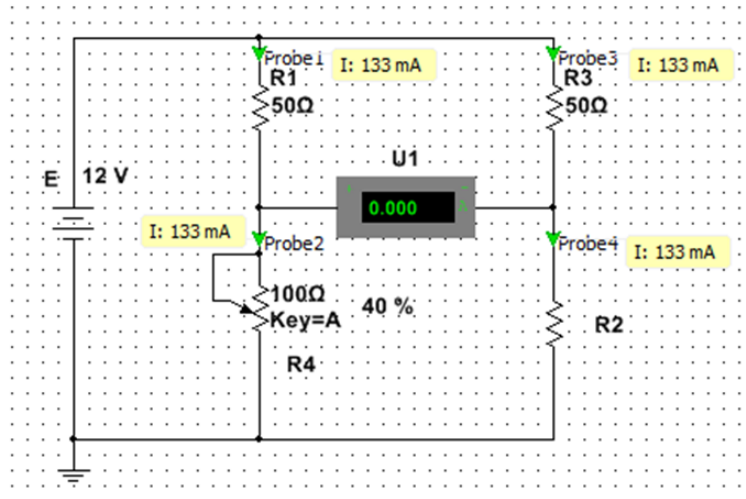 Probe1 I: 133 mA
R1
50Ω
Probe3 I: 133 mA
R3
50Ω
U1
E 12 V
+ 0.000 - A
I: 133 mA Probe2
Probe4 I: 133 mA
100Ω
Key=A 40 %
R4
R2